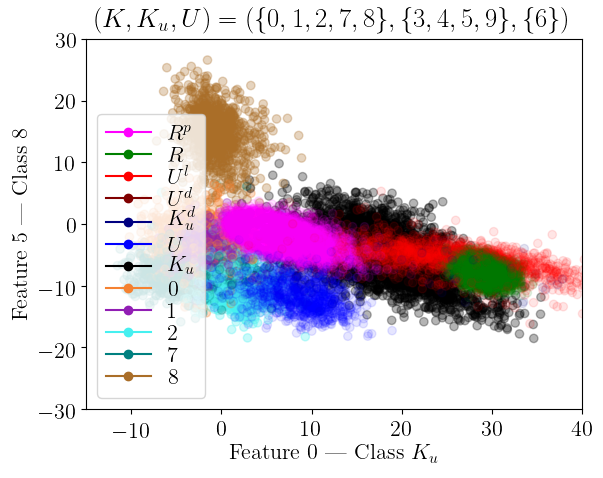 (K, K_u, U) = ({0, 1, 2, 7, 8}, {3, 4, 5, 9}, {6})
Feature 5 — Class 8
30
20
10
0
−10
−20
−30
R^p
R
U^l
U^d
K_u^d
U
K_u
0
1
2
7
8
−10 0 10 20 30 40
Feature 0 — Class K_u